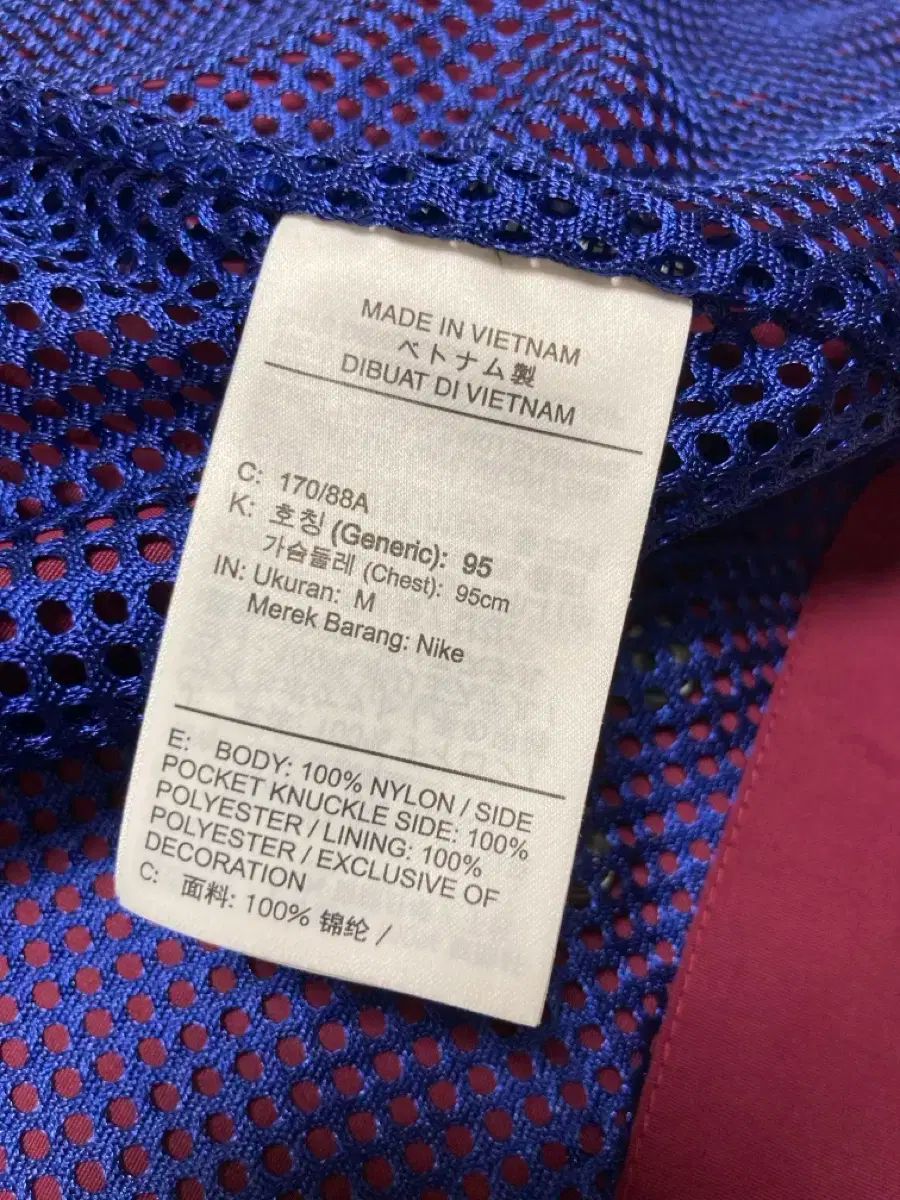 MADE IN VIETNAM
ベトナム製
DIBUAT DI VIETNAM
C: 170/88A
K: 호칭 (Generic): 95
가슴둘레 (Chest): 95cm
IN: Ukuran: M
Merek Barang: Nike
E: BODY: 100% NYLON / SIDE
POCKET KNUCKLE SIDE: 100%
POLYESTER / LINING: 100%
POLYESTER / EXCLUSIVE OF
DECORATION
C: 面料: 100% 锦纶 /